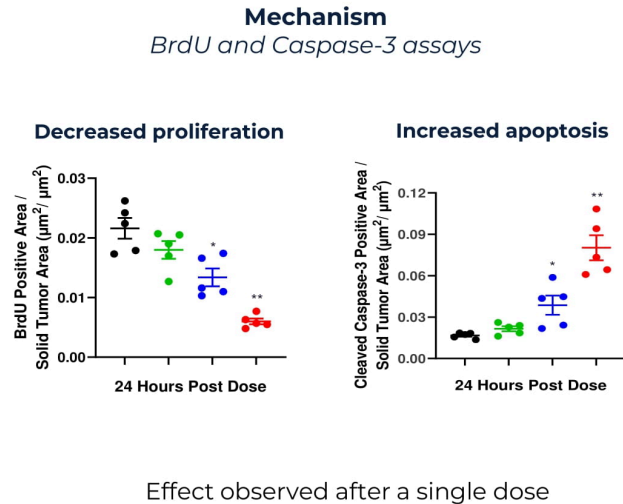 Mechanism
BrdU and Caspase-3 assays
Decreased proliferation
BrdU Positive Area /
Solid Tumor Area (µm²/ µm²)
0.03
0.02
0.01
0.00
*
**
24 Hours Post Dose
Increased apoptosis
Cleaved Caspase-3 Positive Area /
Solid Tumor Area (µm²/ µm²)
0.12
0.09
0.06
0.03
0.00
*
**
24 Hours Post Dose
Effect observed after a single dose